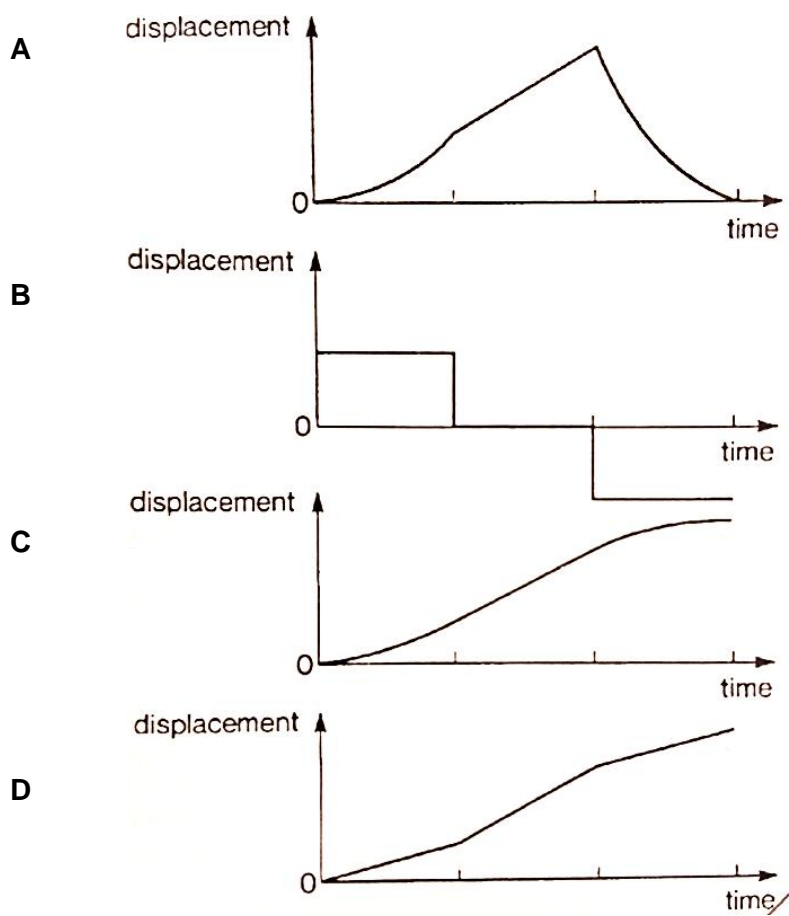 displacement
A
0
time
displacement
B
0
time
displacement
C
0
time
displacement
D
0
time